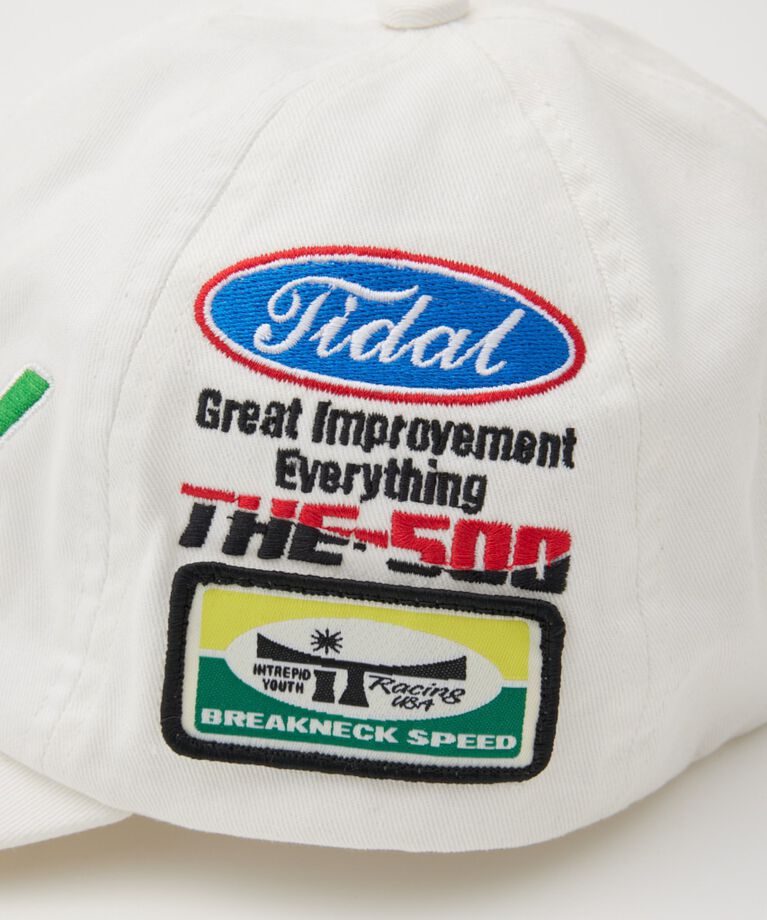 Tidal
Great Improvement
Everything
THE-500
INTREPID
YOUTH
Racing
USA
BREAKNECK SPEED